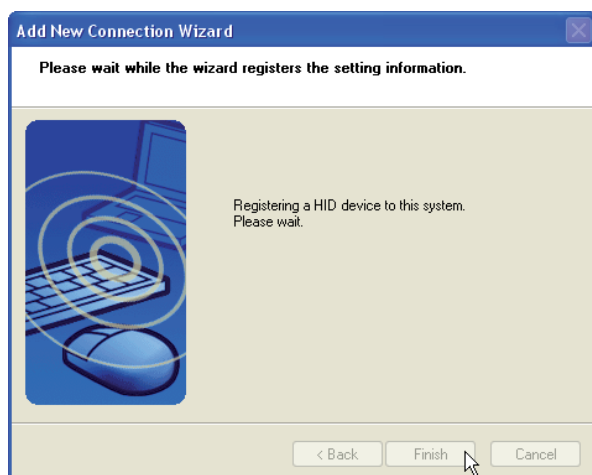 Add New Connection Wizard
Please wait while the wizard registers the setting information.
Registering a HID device to this system.
Please wait.
< Back Finish Cancel